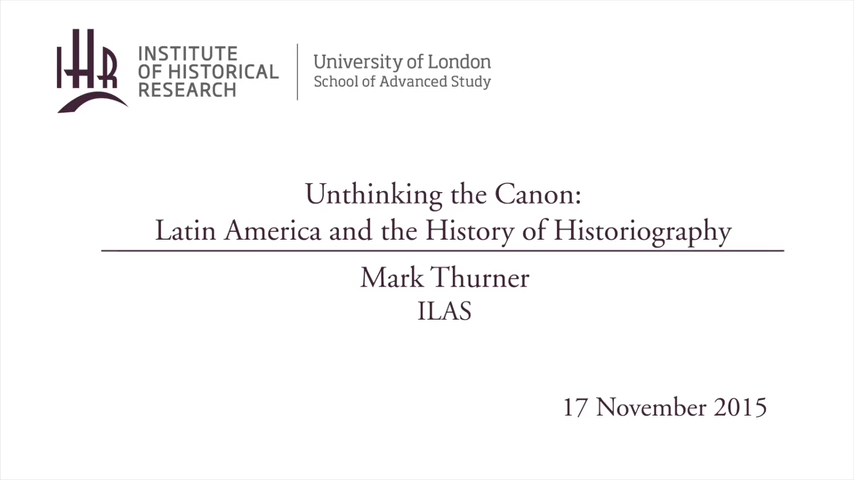 IHR
INSTITUTE
OF HISTORICAL
RESEARCH
University of London
School of Advanced Study
Unthinking the Canon:
Latin America and the History of Historiography
Mark Thurner
ILAS
17 November 2015